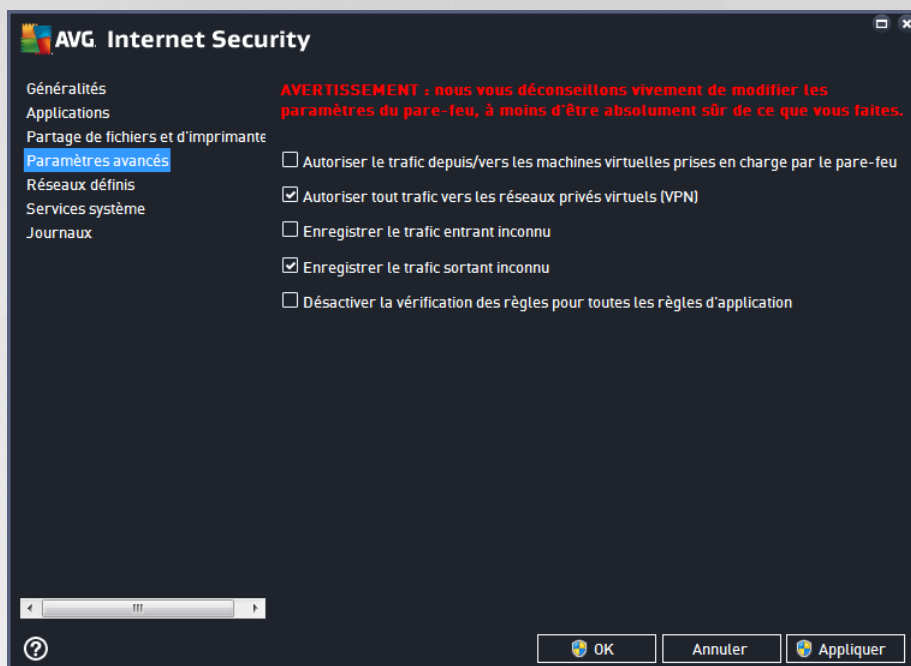 AVG Internet Security
Généralités
Applications
Partage de fichiers et d'imprimante
Paramètres avancés
Réseaux définis
Services système
Journaux
AVERTISSEMENT : nous vous déconseillons vivement de modifier les
paramètres du pare-feu, à moins d'être absolument sûr de ce que vous faites.
Autoriser le trafic depuis/vers les machines virtuelles prises en charge par le pare-feu
Autoriser tout trafic vers les réseaux privés virtuels (VPN)
Enregistrer le trafic entrant inconnu
Enregistrer le trafic sortant inconnu
Désactiver la vérification des règles pour toutes les règles d'application
OK
Annuler
Appliquer